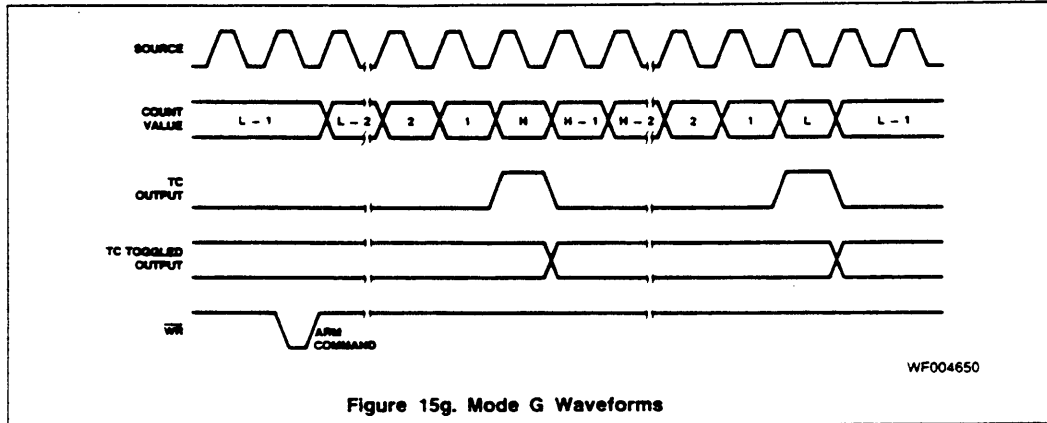 SOURCE
COUNT
VALUE
L – 1 L – 2 2 1 H H – 1 H – 2 2 1 L L – 1
TC
OUTPUT
TC TOGGLED
OUTPUT
WR
ARM
COMMAND
WF004650
Figure 15g. Mode G Waveforms